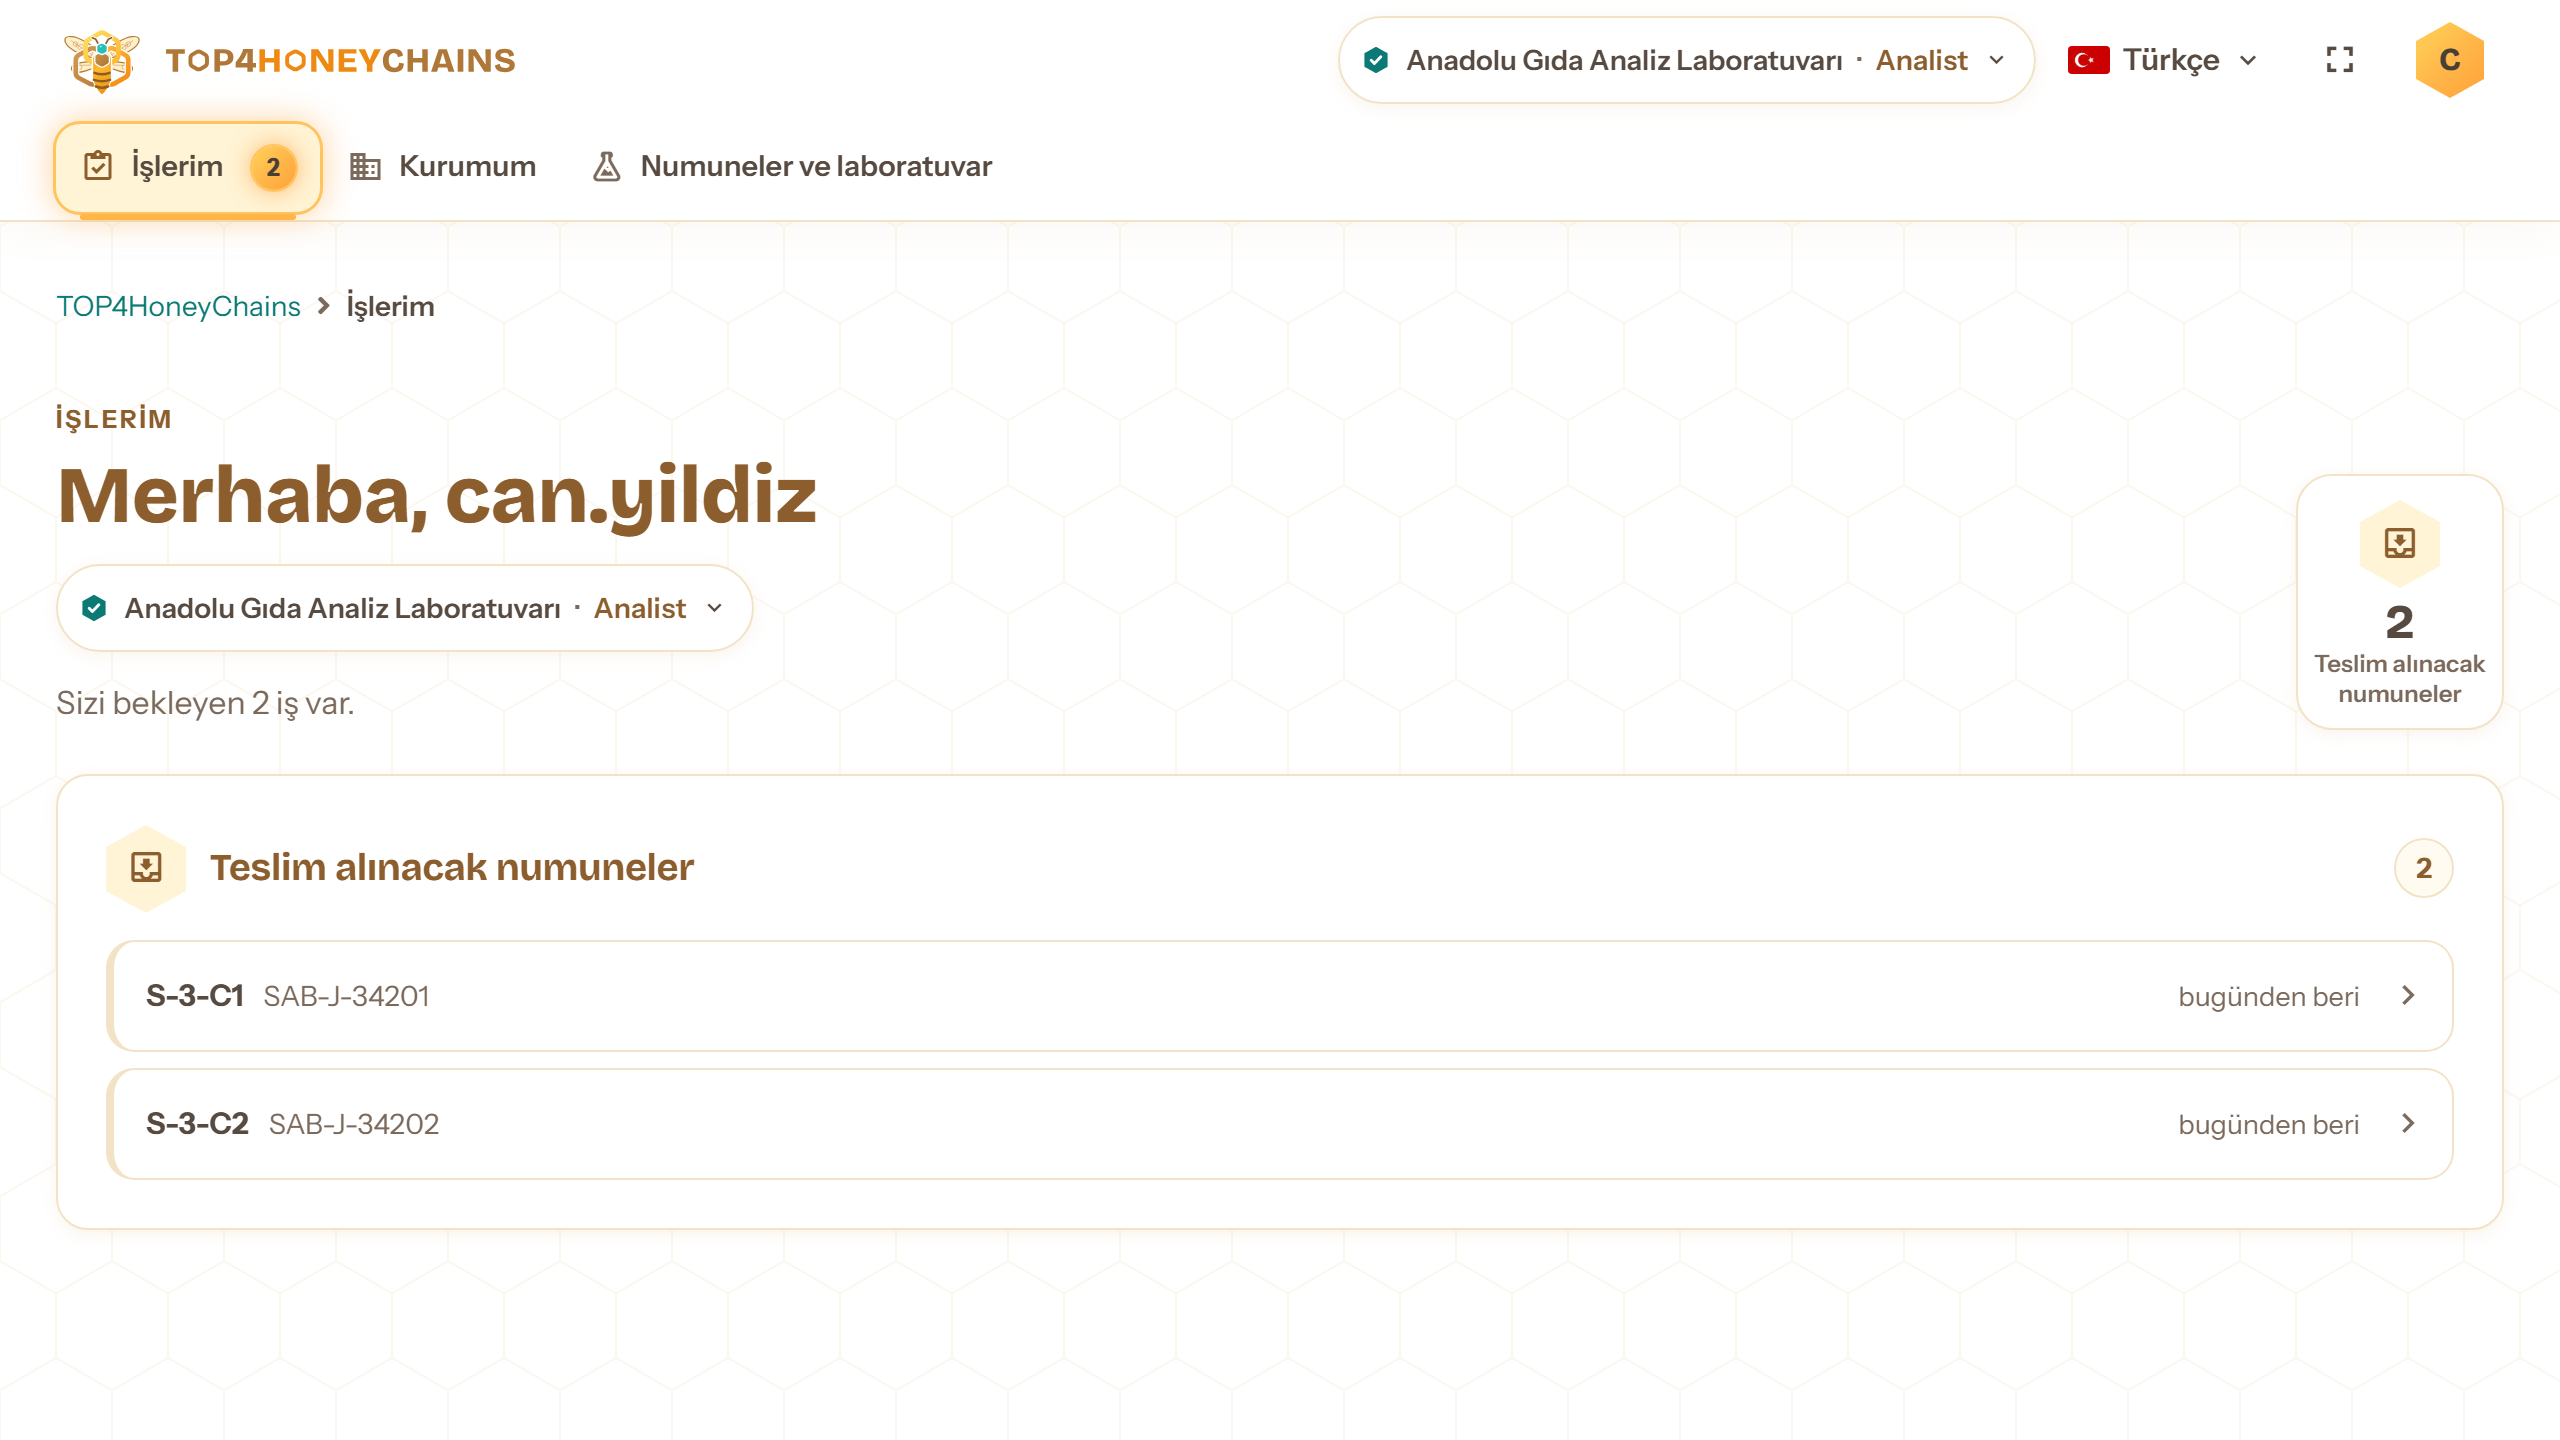 TOP4HONEYCHAINS
Anadolu Gıda Analiz Laboratuvarı · Analist
Türkçe
C
İşlerim 2
Kurumum
Numuneler ve laboratuvar
TOP4HoneyChains > İşlerim
İŞLERİM
Merhaba, can.yildiz
Anadolu Gıda Analiz Laboratuvarı · Analist
Sizi bekleyen 2 iş var.
2
Teslim alınacak
numuneler
Teslim alınacak numuneler 2
S-3-C1 SAB-J-34201 bugünden beri
S-3-C2 SAB-J-34202 bugünden beri